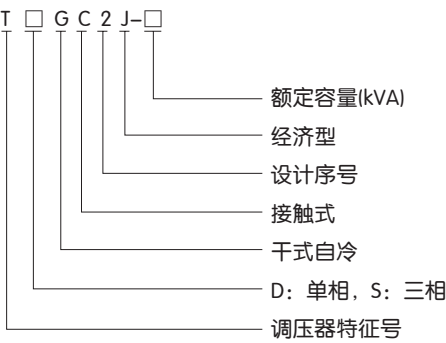 T □ G C 2 J-□
额定容量(kVA)
经济型
设计序号
接触式
干式自冷
D：单相，S：三相
调压器特征号